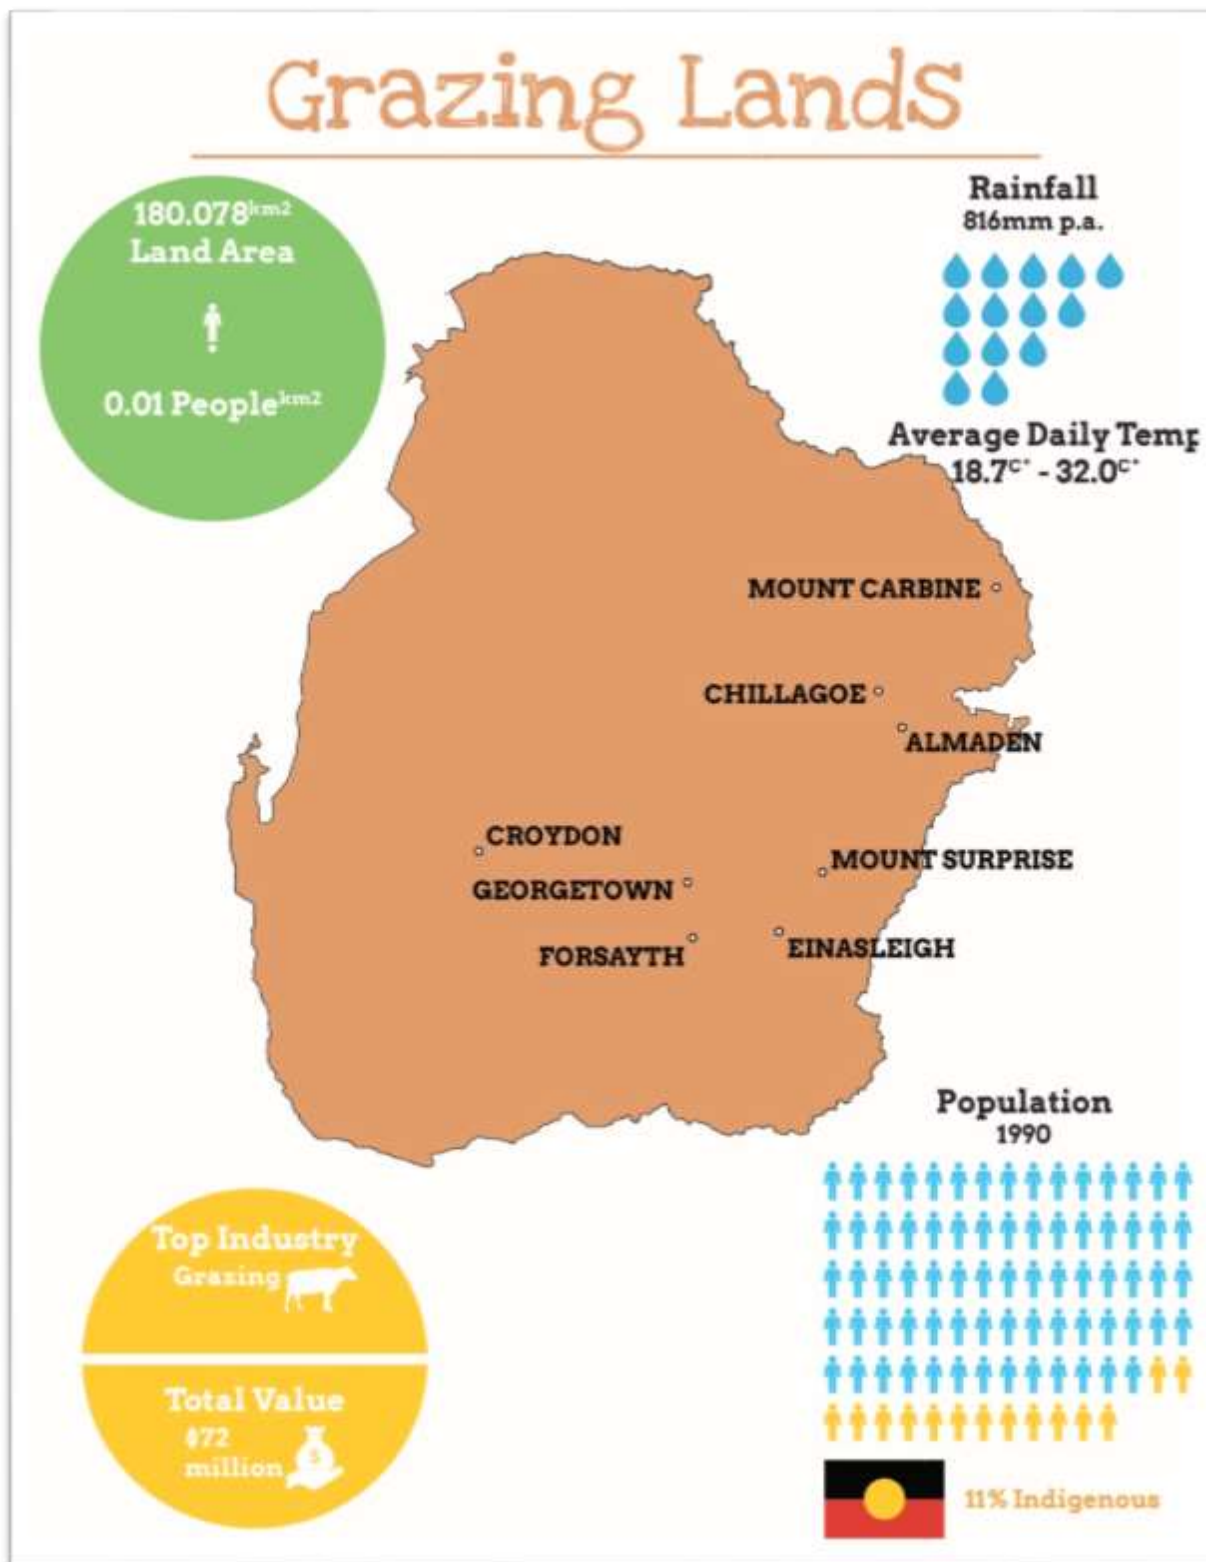 Grazing Lands
180.078km2
Land Area
0.01 Peoplekm2
Rainfall
816mm p.a.
Average Daily Temp
18.7c° - 32.0c°
MOUNT CARBINE
CHILLAGOE
ALMADEN
CROYDON
MOUNT SURPRISE
GEORGETOWN
FORSAYTH
EINASLEIGH
Population
1990
Top Industry
Grazing
Total Value
$72
million
$
11% Indigenous